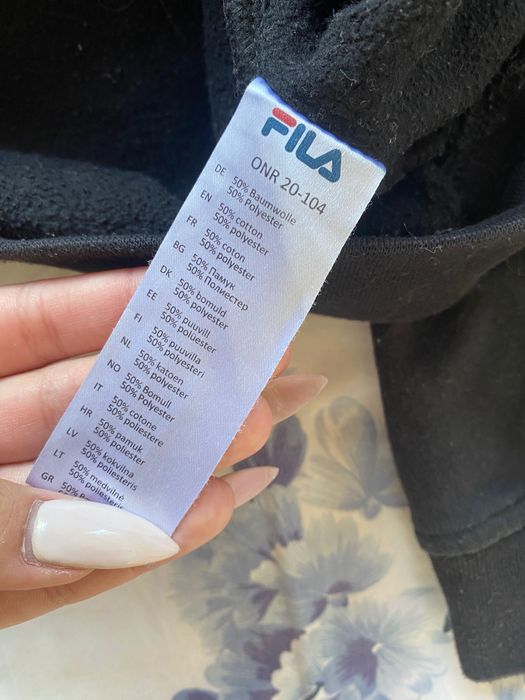 FILA
ONR 20-104
DE 50% Baumwolle
50% Polyester
EN 50% cotton
50% polyester
FR 50% coton
50% polyester
BG 50% Памук
50% Полиестер
DK 50% bomuld
50% polyester
EE 50% puuvill
50% polüester
FI 50% puuvilla
50% polyesteri
NL 50% katoen
50% polyester
NO 50% Bomull
50% Polyester
IT 50% cotone
50% poliestere
HR 50% pamuk
50% poliester
LV 50% kokvilna
50% poliesteris
LT 50% medvilnė
50% poliesteris
GR 50%